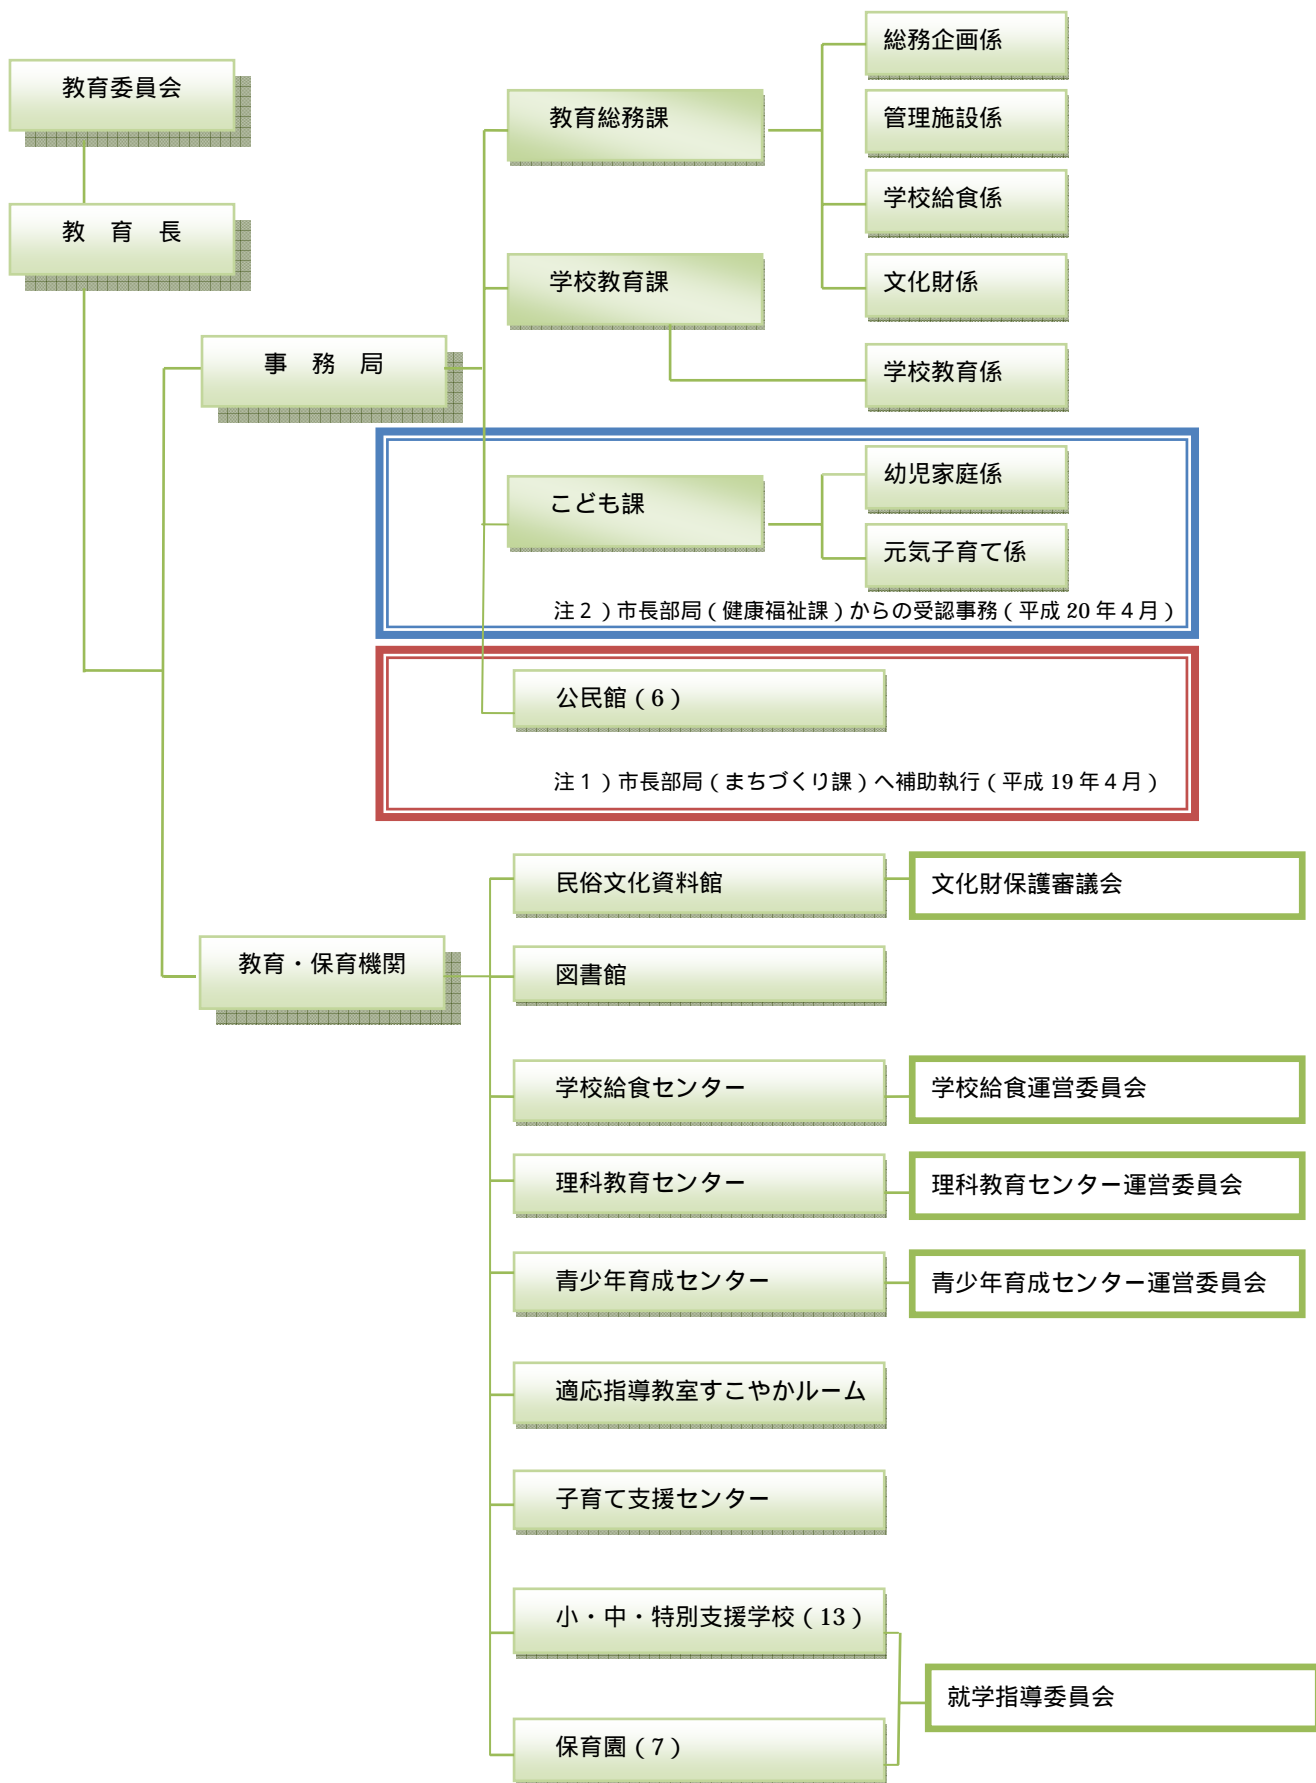 教育委員会
教　育　長
事　務　局
教育総務課
総務企画係
管理施設係
学校給食係
文化財係
学校教育課
学校教育係
こども課
幼児家庭係
元気子育て係
注２）市長部局（健康福祉課）からの受認事務（平成 20 年４月）
公民館（6）
注１）市長部局（まちづくり課）へ補助執行（平成 19 年４月）
教育・保育機関
民俗文化資料館
文化財保護審議会
図書館
学校給食センター
学校給食運営委員会
理科教育センター
理科教育センター運営委員会
青少年育成センター
青少年育成センター運営委員会
適応指導教室すこやかルーム
子育て支援センター
小・中・特別支援学校（13）
就学指導委員会
保育園（7）